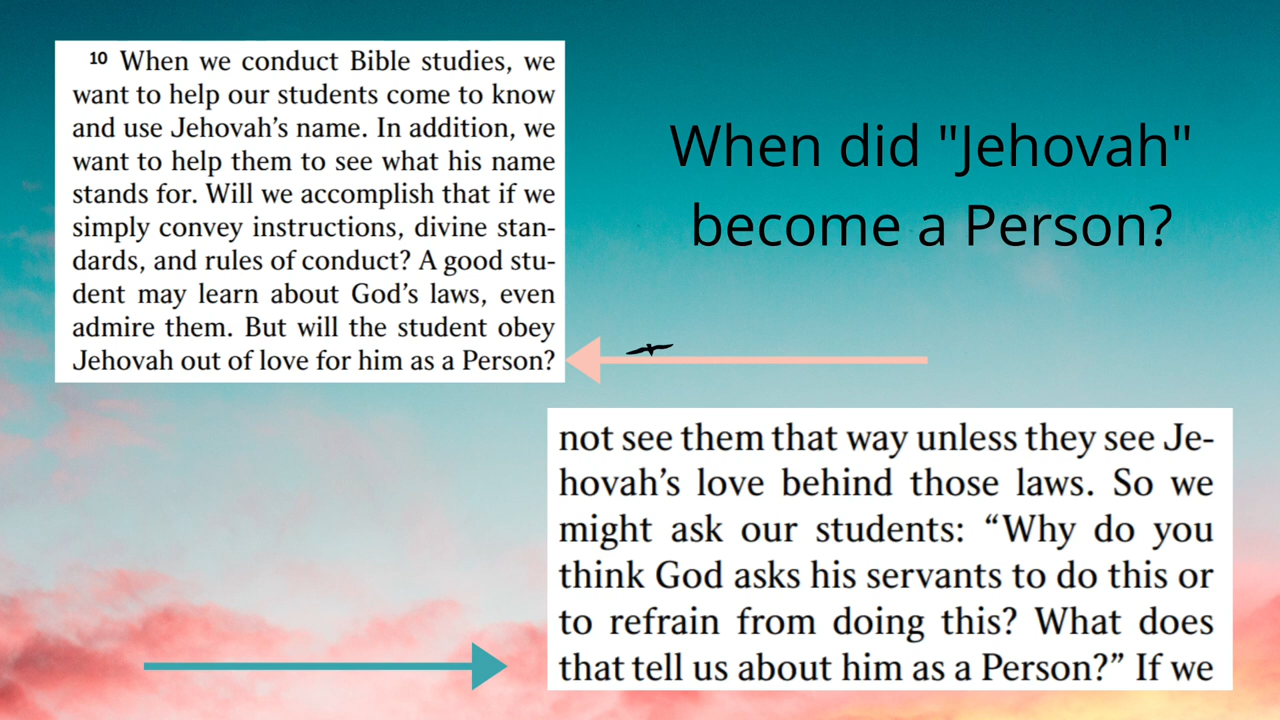 10 When we conduct Bible studies, we
want to help our students come to know
and use Jehovah’s name. In addition, we
want to help them to see what his name
stands for. Will we accomplish that if we
simply convey instructions, divine stan-
dards, and rules of conduct? A good stu-
dent may learn about God’s laws, even
admire them. But will the student obey
Jehovah out of love for him as a Person?
When did "Jehovah"
become a Person?
not see them that way unless they see Je-
hovah’s love behind those laws. So we
might ask our students: “Why do you
think God asks his servants to do this or
to refrain from doing this? What does
that tell us about him as a Person?” If we